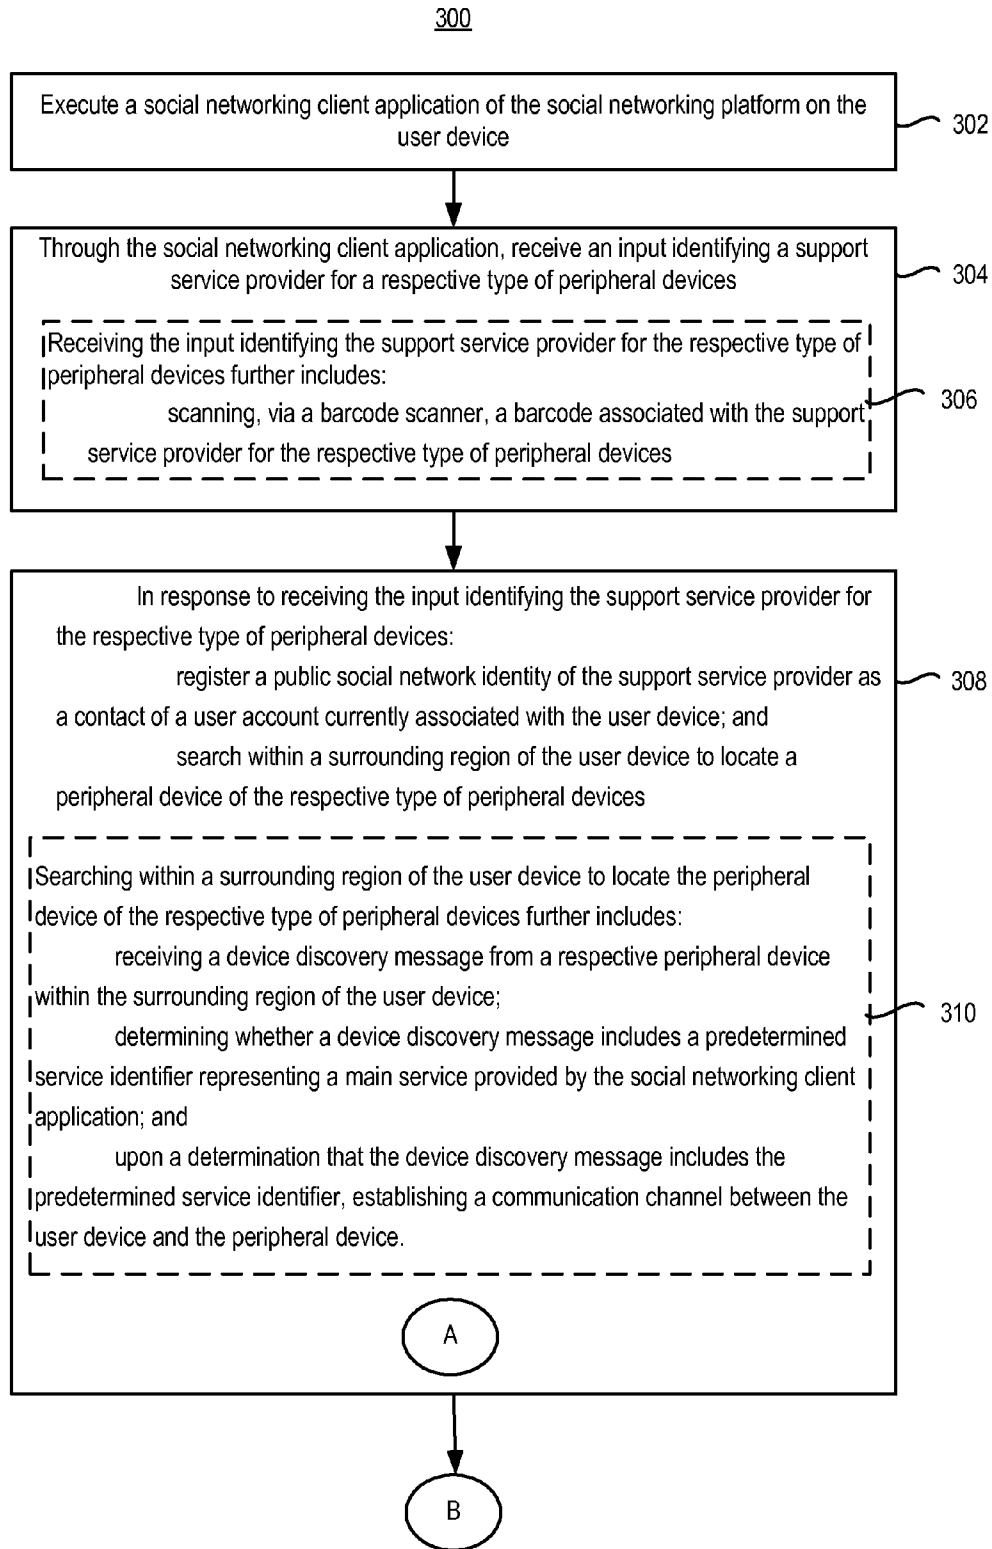 300
Execute a social networking client application of the social networking platform on the
user device
302
Through the social networking client application, receive an input identifying a support
service provider for a respective type of peripheral devices
304
Receiving the input identifying the support service provider for the respective type of
peripheral devices further includes:
scanning, via a barcode scanner, a barcode associated with the support
service provider for the respective type of peripheral devices
306
In response to receiving the input identifying the support service provider for
the respective type of peripheral devices:
register a public social network identity of the support service provider as
a contact of a user account currently associated with the user device; and
search within a surrounding region of the user device to locate a
peripheral device of the respective type of peripheral devices
308
Searching within a surrounding region of the user device to locate the peripheral
device of the respective type of peripheral devices further includes:
receiving a device discovery message from a respective peripheral device
within the surrounding region of the user device;
determining whether a device discovery message includes a predetermined
service identifier representing a main service provided by the social networking client
application; and
upon a determination that the device discovery message includes the
predetermined service identifier, establishing a communication channel between the
user device and the peripheral device.
310
A
B